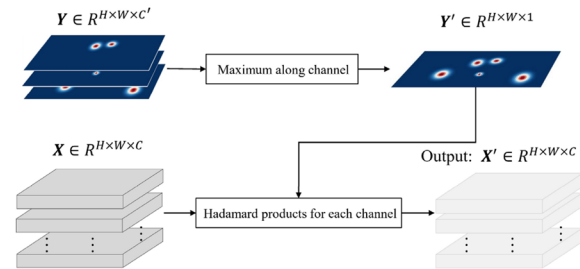 Y ∈ R^{H×W×C′}
Y′ ∈ R^{H×W×1}
Maximum along channel
X ∈ R^{H×W×C}
Output: X′ ∈ R^{H×W×C}
Hadamard products for each channel